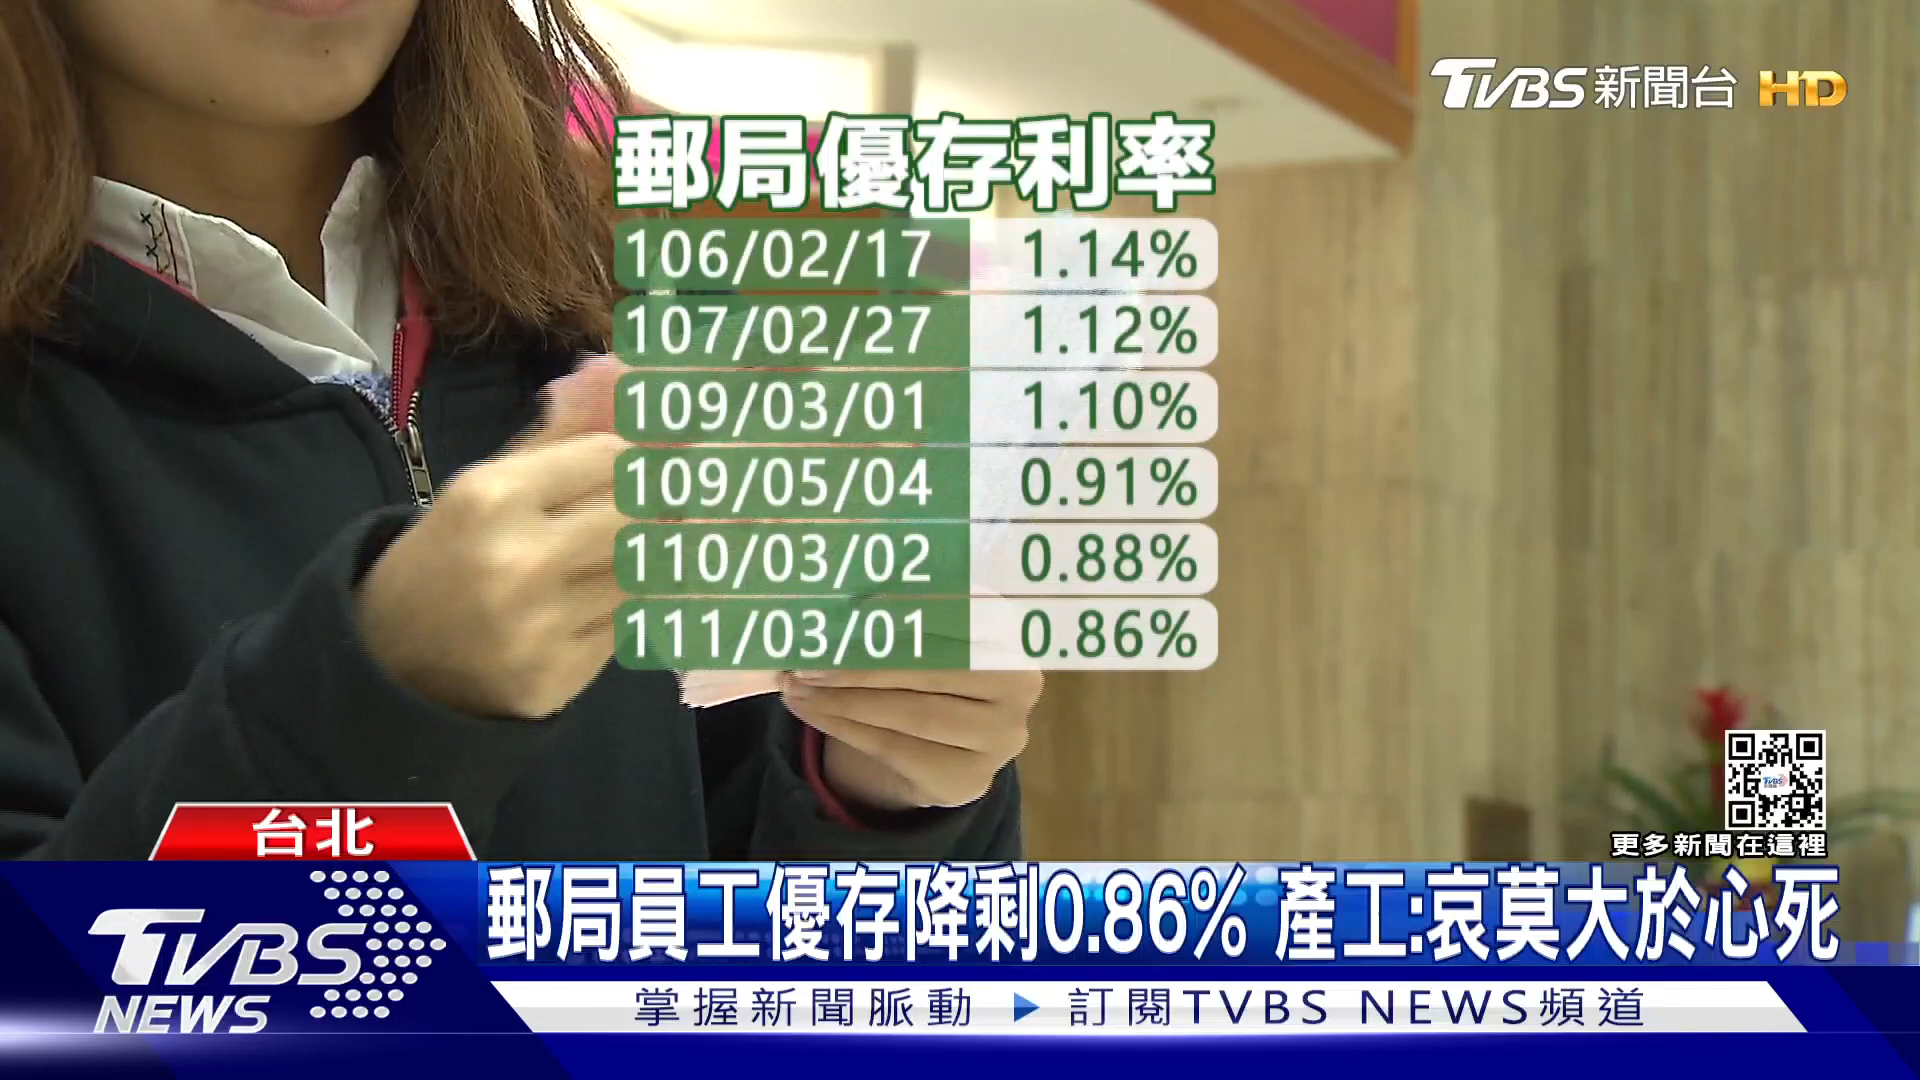 TVBS新聞台 HD
郵局優存利率
106/02/17 1.14%
107/02/27 1.12%
109/03/01 1.10%
109/05/04 0.91%
110/03/02 0.88%
111/03/01 0.86%
TVBS
更多新聞在這裡
台北
郵局員工優存降剩0.86% 產工:哀莫大於心死
TVBS
NEWS
掌握新聞脈動 ▶ 訂閱TVBS NEWS頻道